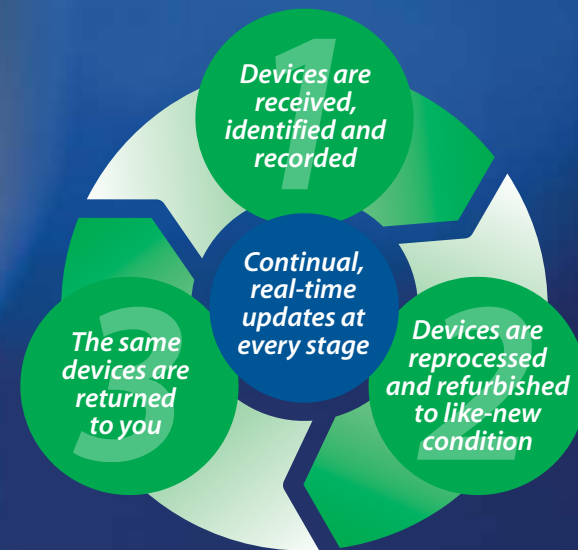 1
Devices are
received,
identified and
recorded
Continual,
real-time
updates at
every stage
2
Devices are
reprocessed
and refurbished
to like-new
condition
3
The same
devices are
returned
to you